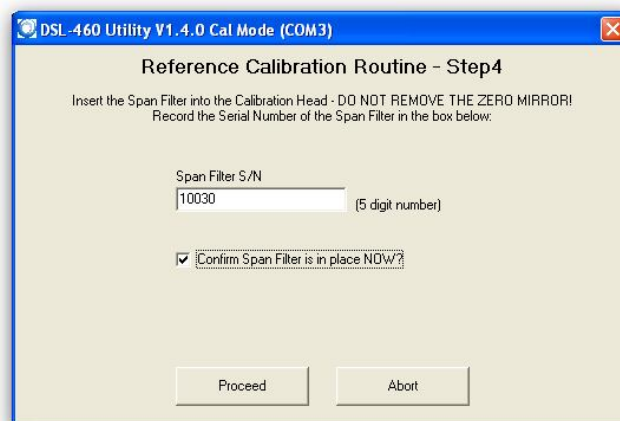 DSL-460 Utility V1.4.0 Cal Mode (COM3)
Reference Calibration Routine - Step4
Insert the Span Filter into the Calibration Head - DO NOT REMOVE THE ZERO MIRROR!
Record the Serial Number of the Span Filter in the box below:
Span Filter S/N
10030
(5 digit number)
Confirm Span Filter is in place NOW?
Proceed
Abort